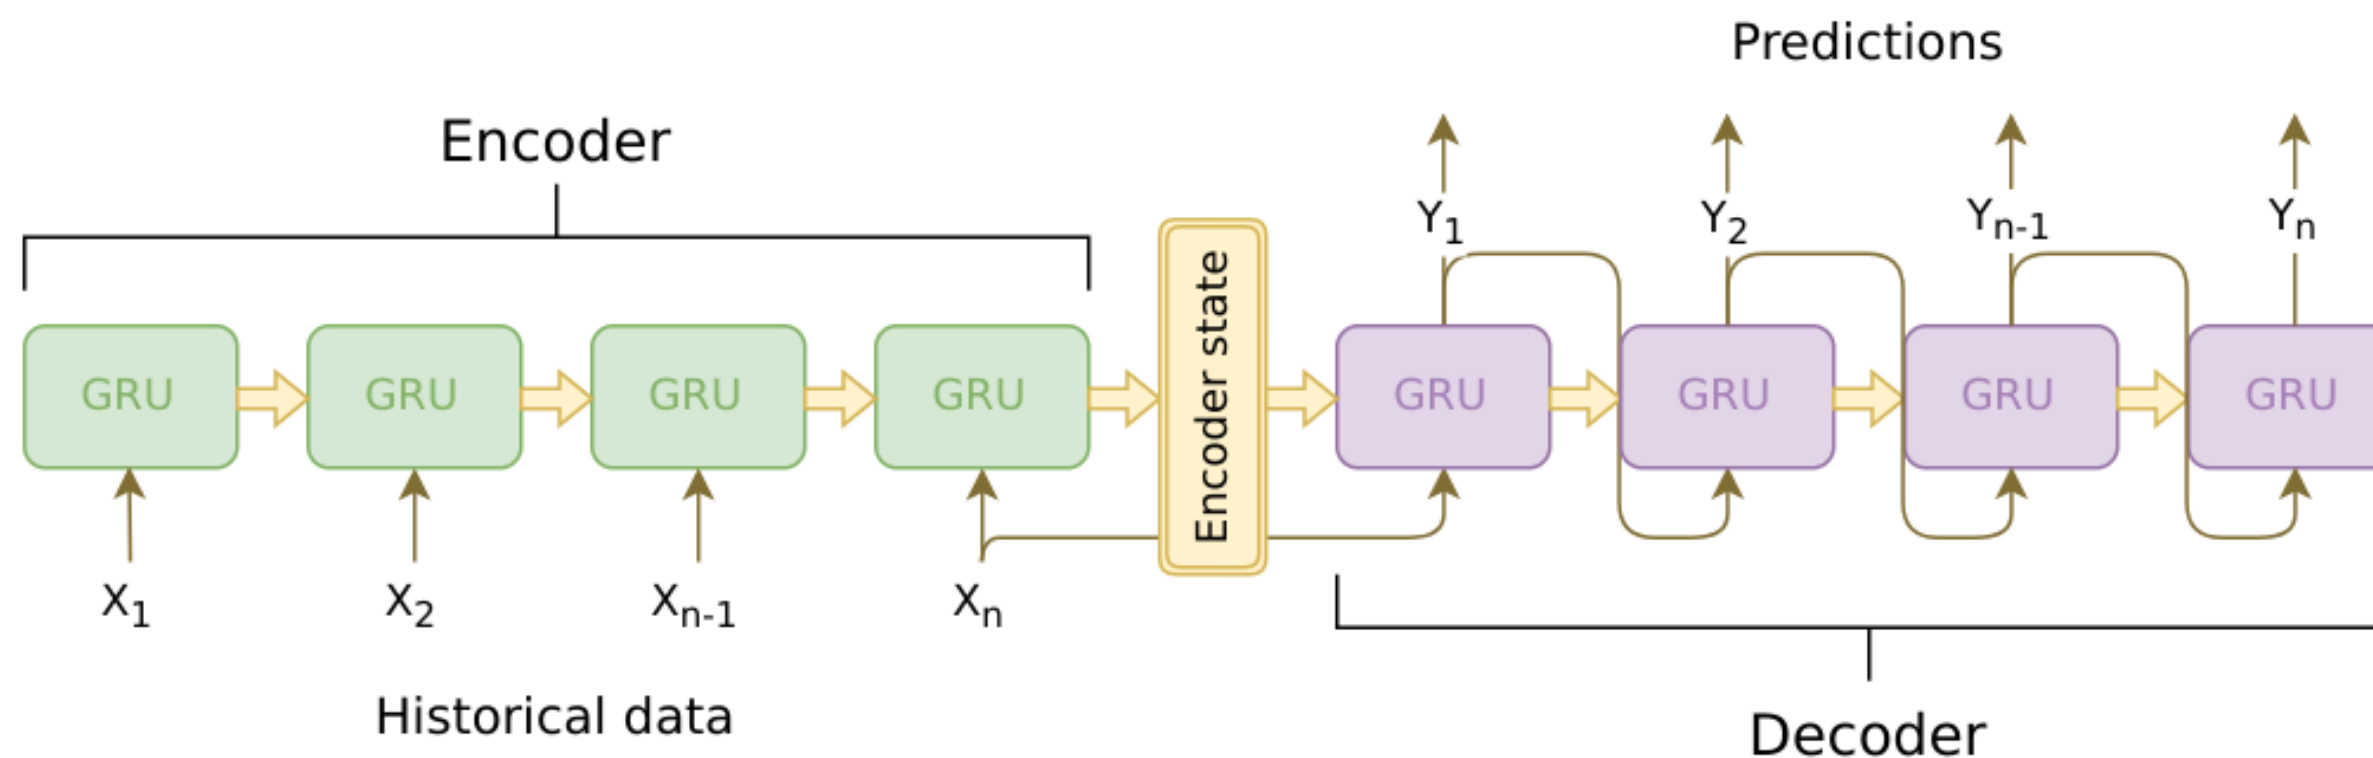 Predictions
Encoder
Y1 Y2 Yn-1 Yn
Encoder state
GRU GRU GRU GRU GRU GRU GRU GRU
X1 X2 Xn-1 Xn
Historical data
Decoder